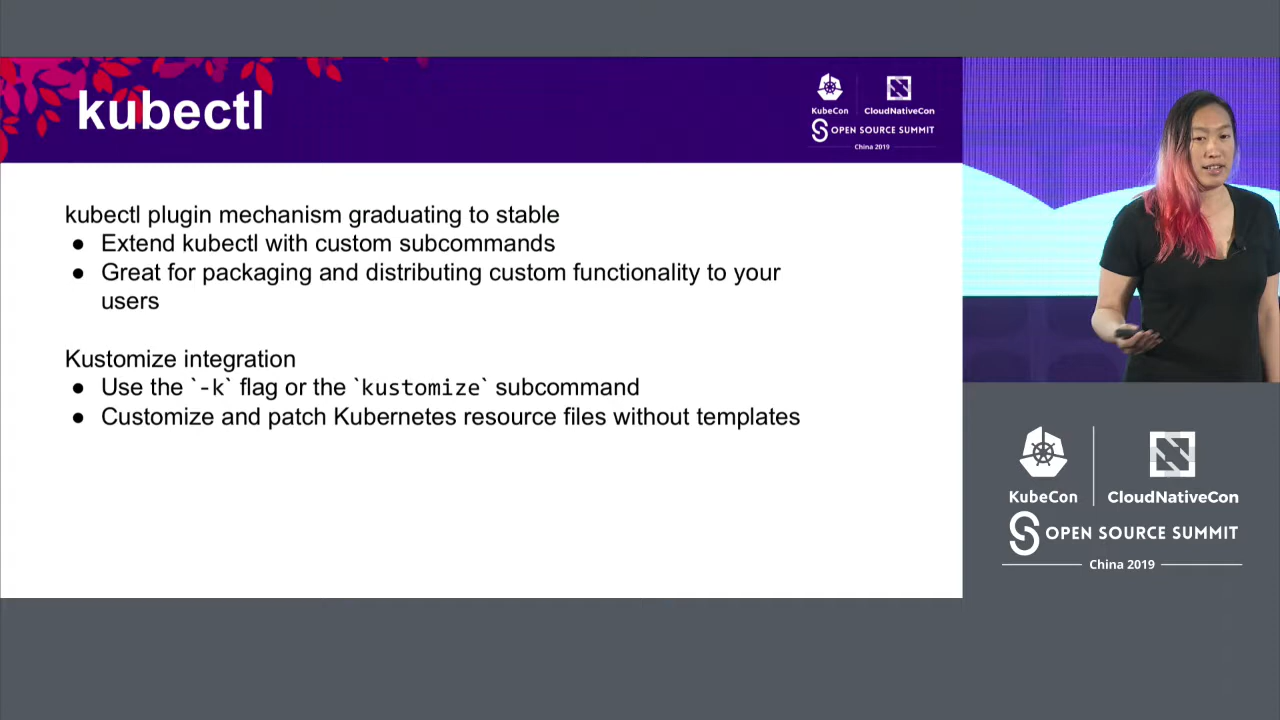 kubectl
KubeCon
CloudNativeCon
OPEN SOURCE SUMMIT
China 2019
kubectl plugin mechanism graduating to stable
● Extend kubectl with custom subcommands
● Great for packaging and distributing custom functionality to your
users
Kustomize integration
● Use the `-k` flag or the `kustomize` subcommand
● Customize and patch Kubernetes resource files without templates
KubeCon
CloudNativeCon
OPEN SOURCE SUMMIT
China 2019